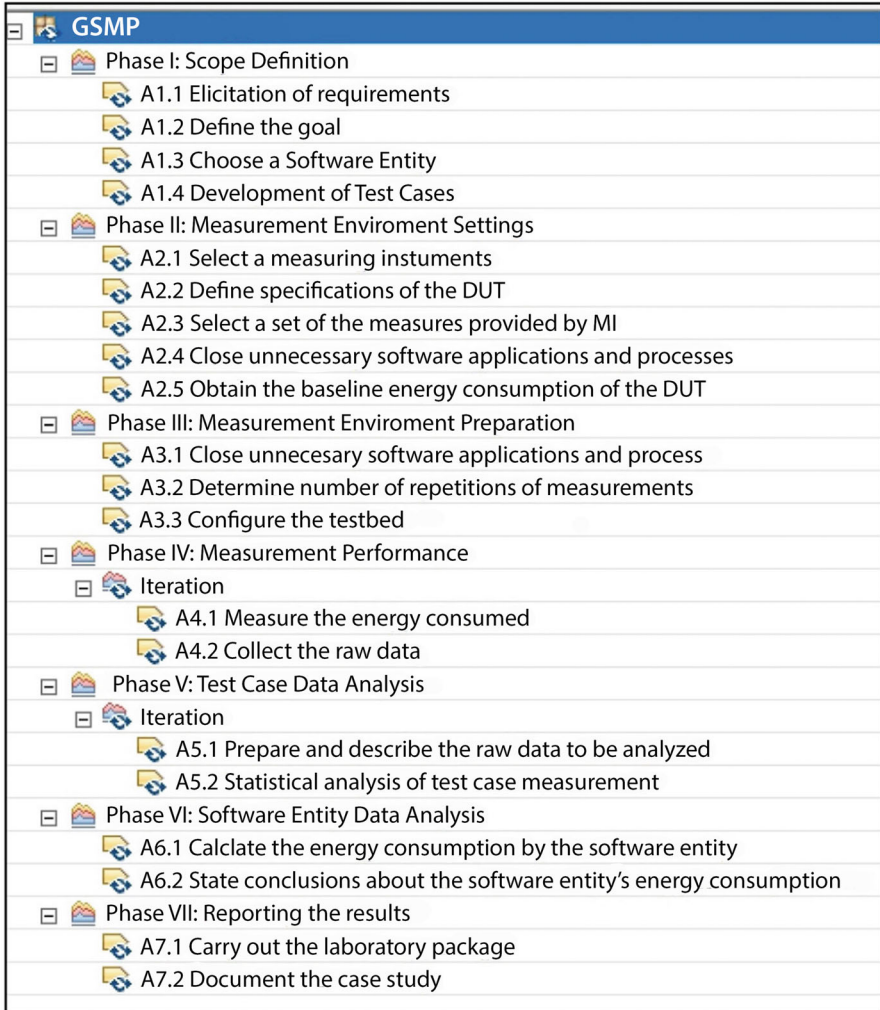 GSMP
Phase I: Scope Definition
A1.1 Elicitation of requirements
A1.2 Define the goal
A1.3 Choose a Software Entity
A1.4 Development of Test Cases
Phase II: Measurement Enviroment Settings
A2.1 Select a measuring instuments
A2.2 Define specifications of the DUT
A2.3 Select a set of the measures provided by MI
A2.4 Close unnecessary software applications and processes
A2.5 Obtain the baseline energy consumption of the DUT
Phase III: Measurement Enviroment Preparation
A3.1 Close unnecesary software applications and process
A3.2 Determine number of repetitions of measurements
A3.3 Configure the testbed
Phase IV: Measurement Performance
Iteration
A4.1 Measure the energy consumed
A4.2 Collect the raw data
Phase V: Test Case Data Analysis
Iteration
A5.1 Prepare and describe the raw data to be analyzed
A5.2 Statistical analysis of test case measurement
Phase VI: Software Entity Data Analysis
A6.1 Calclate the energy consumption by the software entity
A6.2 State conclusions about the software entity's energy consumption
Phase VII: Reporting the results
A7.1 Carry out the laboratory package
A7.2 Document the case study